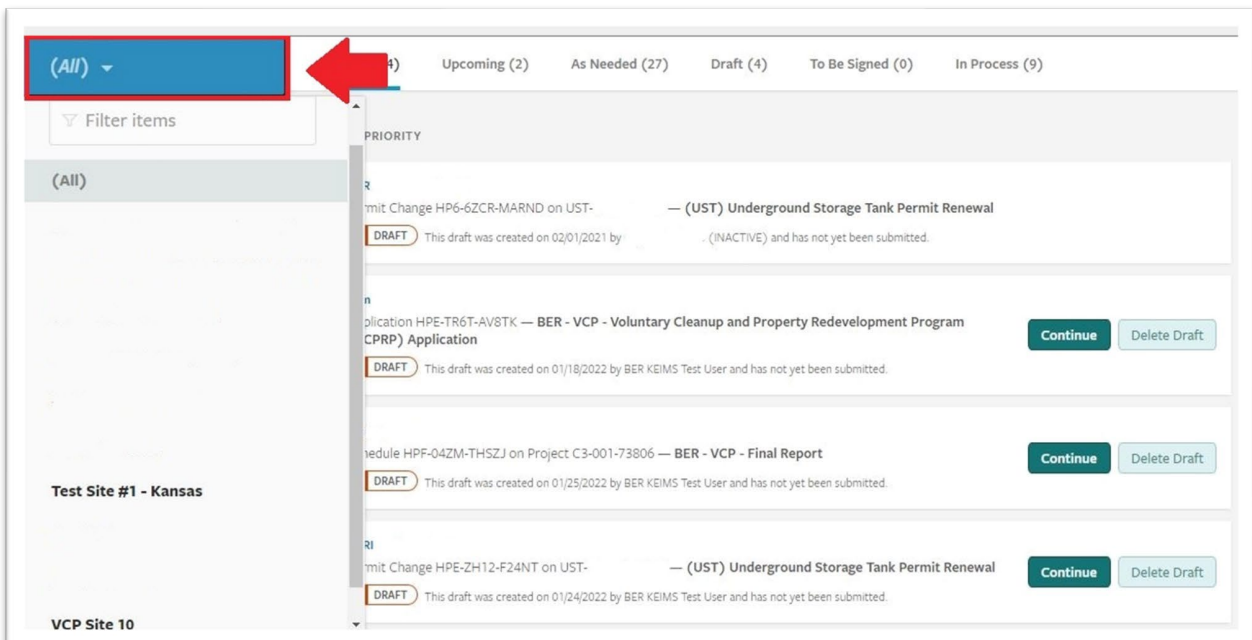 (All)
4)
Upcoming (2)
As Needed (27)
Draft (4)
To Be Signed (0)
In Process (9)
Filter items
(All)
Test Site #1 - Kansas
VCP Site 10
PRIORITY
R
rmit Change HP6-6ZCR-MARND on UST- — (UST) Underground Storage Tank Permit Renewal
DRAFT This draft was created on 02/01/2021 by . (INACTIVE) and has not yet been submitted.
m
plication HPE-TR6T-AV8TK — BER - VCP - Voluntary Cleanup and Property Redevelopment Program
CPRP) Application
DRAFT This draft was created on 01/18/2022 by BER KEIMS Test User and has not yet been submitted.
Continue
Delete Draft
hedule HPF-04ZM-THSZJ on Project C3-001-73806 — BER - VCP - Final Report
DRAFT This draft was created on 01/25/2022 by BER KEIMS Test User and has not yet been submitted.
Continue
Delete Draft
RI
rmit Change HPE-ZH12-F24NT on UST- — (UST) Underground Storage Tank Permit Renewal
DRAFT This draft was created on 01/24/2022 by BER KEIMS Test User and has not yet been submitted.
Continue
Delete Draft